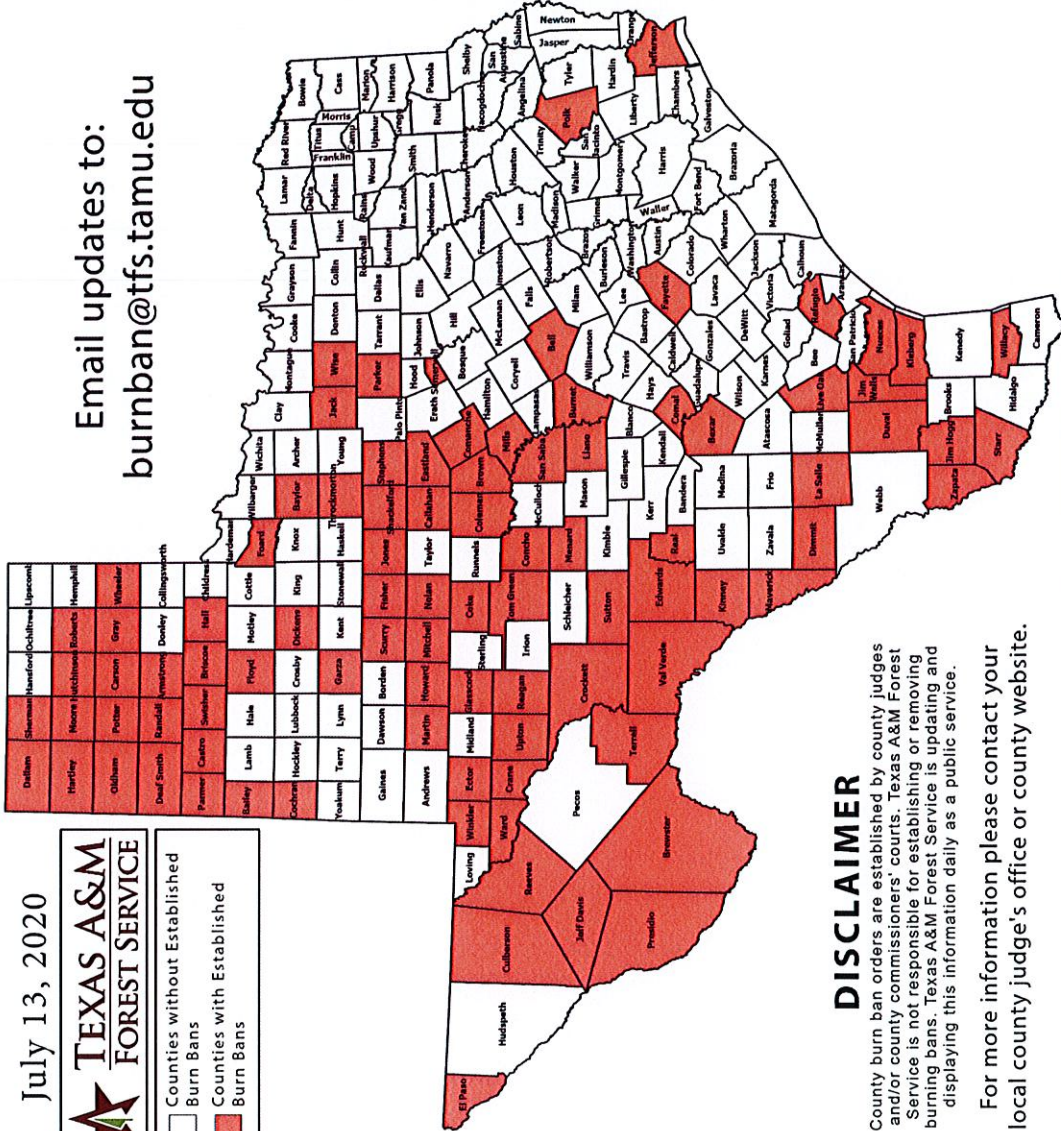 July 13, 2020
TEXAS A&M
FOREST SERVICE
Counties without Established
Burn Bans
Counties with Established
Burn Bans
Email updates to:
burnban@tfs.tamu.edu
Dallam
Sherman
Hansford
Ochiltree
Lipscomb
Hartley
Moore
Hutchinson
Roberts
Hemphill
Oldham
Potter
Carson
Gray
Wheeler
Deaf Smith
Randall
Armstrong
Donley
Collingsworth
Parmer
Castro
Swisher
Briscoe
Hall
Childress
Bailey
Lamb
Hale
Floyd
Motley
Cottle
Foard
Hardeman
Wilbarger
Wichita
Clay
Montague
Cooke
Grayson
Fannin
Lamar
Red River
Bowie
Cochran
Hockley
Lubbock
Crosby
Dickens
King
Knox
Baylor
Archer
Jack
Wise
Denton
Collin
Hunt
Delta
Hopkins
Franklin
Titus
Morris
Cass
Camp
Marion
Yoakum
Terry
Lynn
Garza
Kent
Stonewall
Haskell
Throckmorton
Young
Palo Pinto
Parker
Tarrant
Dallas
Rockwall
Kaufman
Wood
Upshur
Harrison
Gaines
Dawson
Borden
Scurry
Fisher
Jones
Shackelford
Stephens
Hood
Johnson
Ellis
Henderson
Smith
Rusk
Panola
Andrews
Martin
Howard
Mitchell
Nolan
Taylor
Callahan
Eastland
Erath
Bosque
Hill
Navarro
Anderson
Cherokee
Shelby
El Paso
Hudspeth
Culberson
Loving
Winkler
Ector
Midland
Glasscock
Sterling
Coke
Runnels
Coleman
Brown
Comanche
Hamilton
McLennan
Limestone
Freestone
Leon
Houston
Angelina
San
Augustine
Sabine
Reeves
Ward
Crane
Upton
Reagan
Irion
Tom Green
Concho
McCulloch
San Saba
Mills
Lampasas
Coryell
Bell
Falls
Robertson
Madison
Trinity
Polk
Tyler
Jasper
Newton
Jeff Davis
Pecos
Crockett
Schleicher
Menard
Mason
Llano
Burnet
Williamson
Milam
Brazos
Grimes
Walker
San
Jacinto
Hardin
Orange
Presidio
Brewster
Terrell
Val Verde
Sutton
Kimble
Gillespie
Blanco
Travis
Lee
Burleson
Washington
Montgomery
Liberty
Jefferson
Edwards
Kerr
Kendall
Hays
Bastrop
Fayette
Austin
Waller
Harris
Chambers
Kinney
Real
Bandera
Comal
Caldwell
Colorado
Fort Bend
Galveston
Maverick
Uvalde
Medina
Bexar
Guadalupe
Gonzales
Lavaca
Wharton
Brazoria
Zavala
Frio
Atascosa
Wilson
Karnes
DeWitt
Jackson
Matagorda
Dimmit
La Salle
McMullen
Live Oak
Bee
Goliad
Victoria
Calhoun
Refugio
Webb
Duval
Jim
Wells
San Patricio
Nueces
Kleberg
Zapata
Jim Hogg
Brooks
Kenedy
Starr
Hidalgo
Willacy
Cameron
DISCLAIMER
County burn ban orders are established by county judges
and/or county commissioners' courts. Texas A&M Forest
Service is not responsible for establishing or removing
burning bans. Texas A&M Forest Service is updating and
displaying this information daily as a public service.
For more information please contact your
local county judge's office or county website.